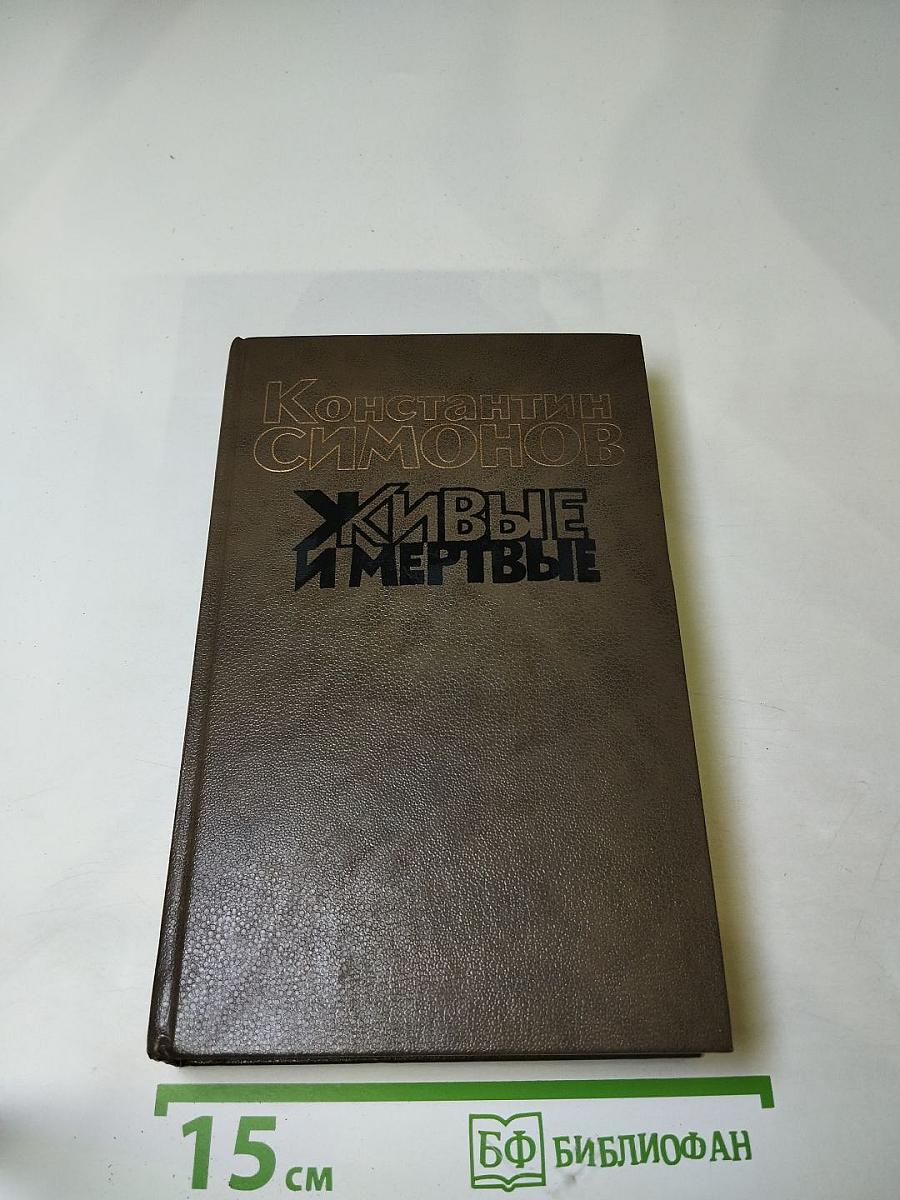 Константин
СИМОНОВ
ЖИВЫЕ
И МЕРТВЫЕ
15 см
БФ БИБЛИОФАН